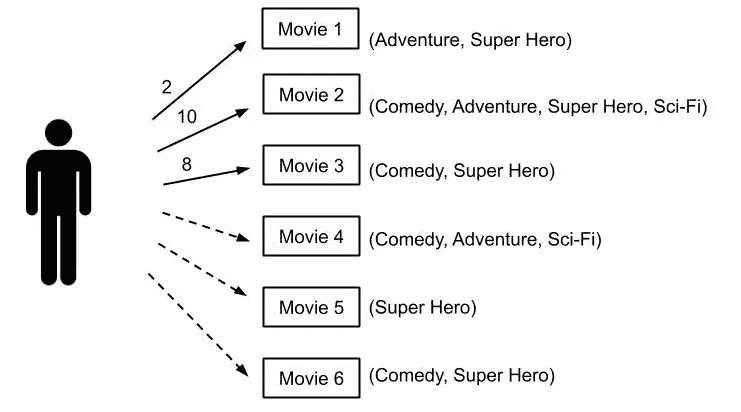 Movie 1 (Adventure, Super Hero)
2
Movie 2 (Comedy, Adventure, Super Hero, Sci-Fi)
10
Movie 3 (Comedy, Super Hero)
8
Movie 4 (Comedy, Adventure, Sci-Fi)
Movie 5 (Super Hero)
Movie 6 (Comedy, Super Hero)